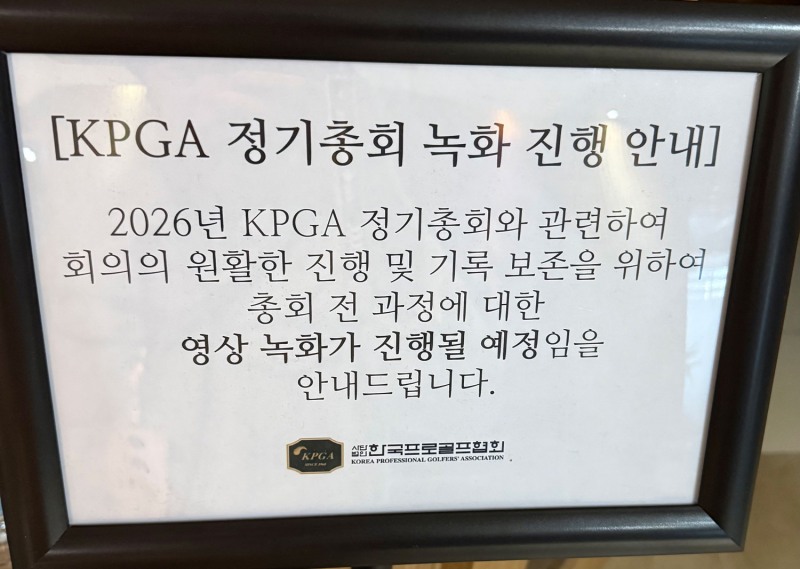 [KPGA 정기총회 녹화 진행 안내]
2026년 KPGA 정기총회와 관련하여
회의의 원활한 진행 및 기록 보존을 위하여
총회 전 과정에 대한
영상 녹화가 진행될 예정임을
안내드립니다.
KPGA
사단법인 한국프로골프협회
KOREA PROFESSIONAL GOLFERS' ASSOCIATION